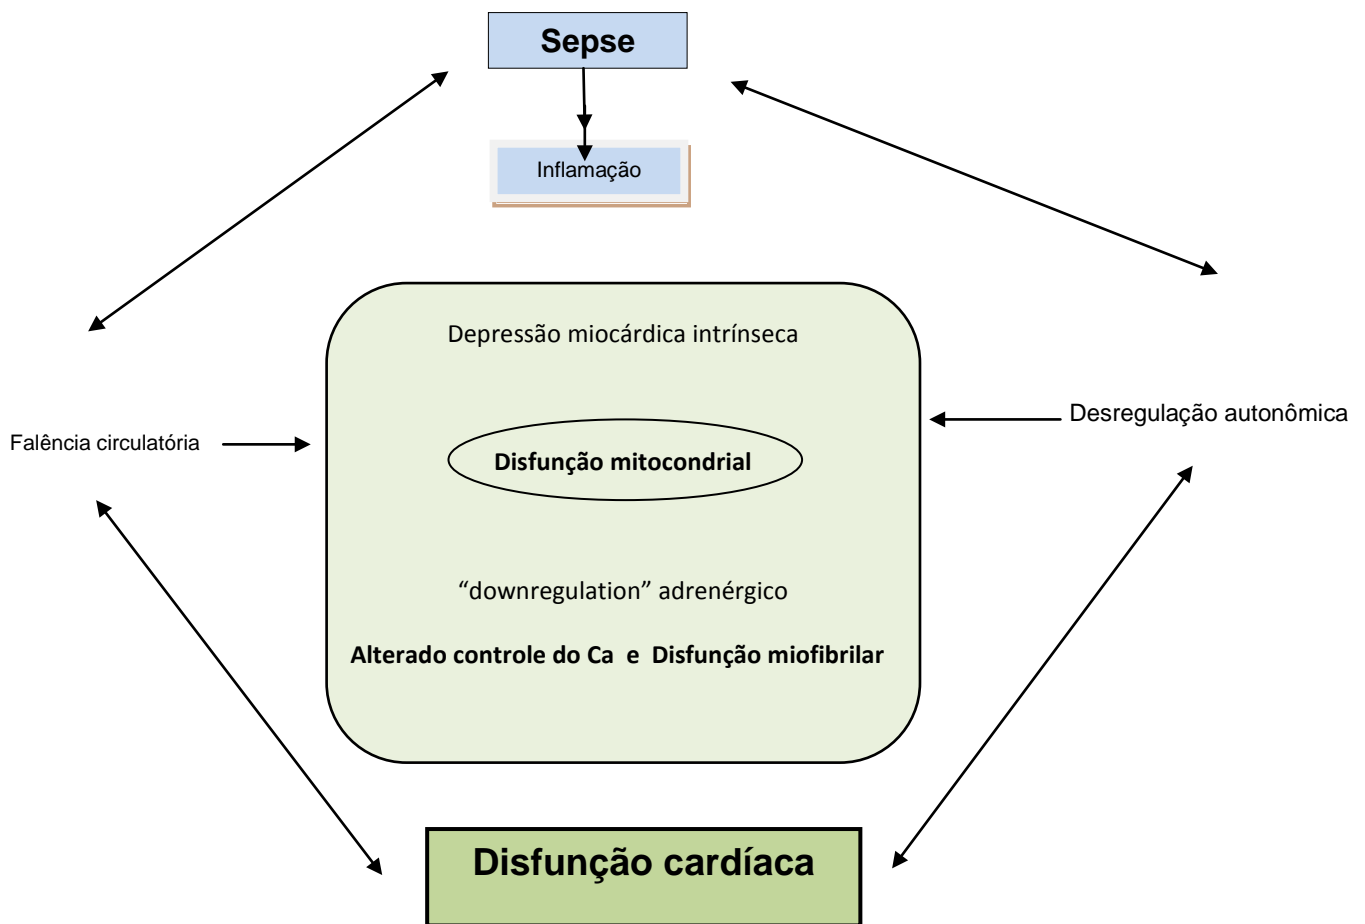 Sepse
Inflamação
Depressão miocárdica intrínseca
Desregulação autonômica
Falência circulatória
Disfunção mitocondrial
“downregulation” adrenérgico
Alterado controle do Ca e Disfunção miofibrilar
Disfunção cardíaca